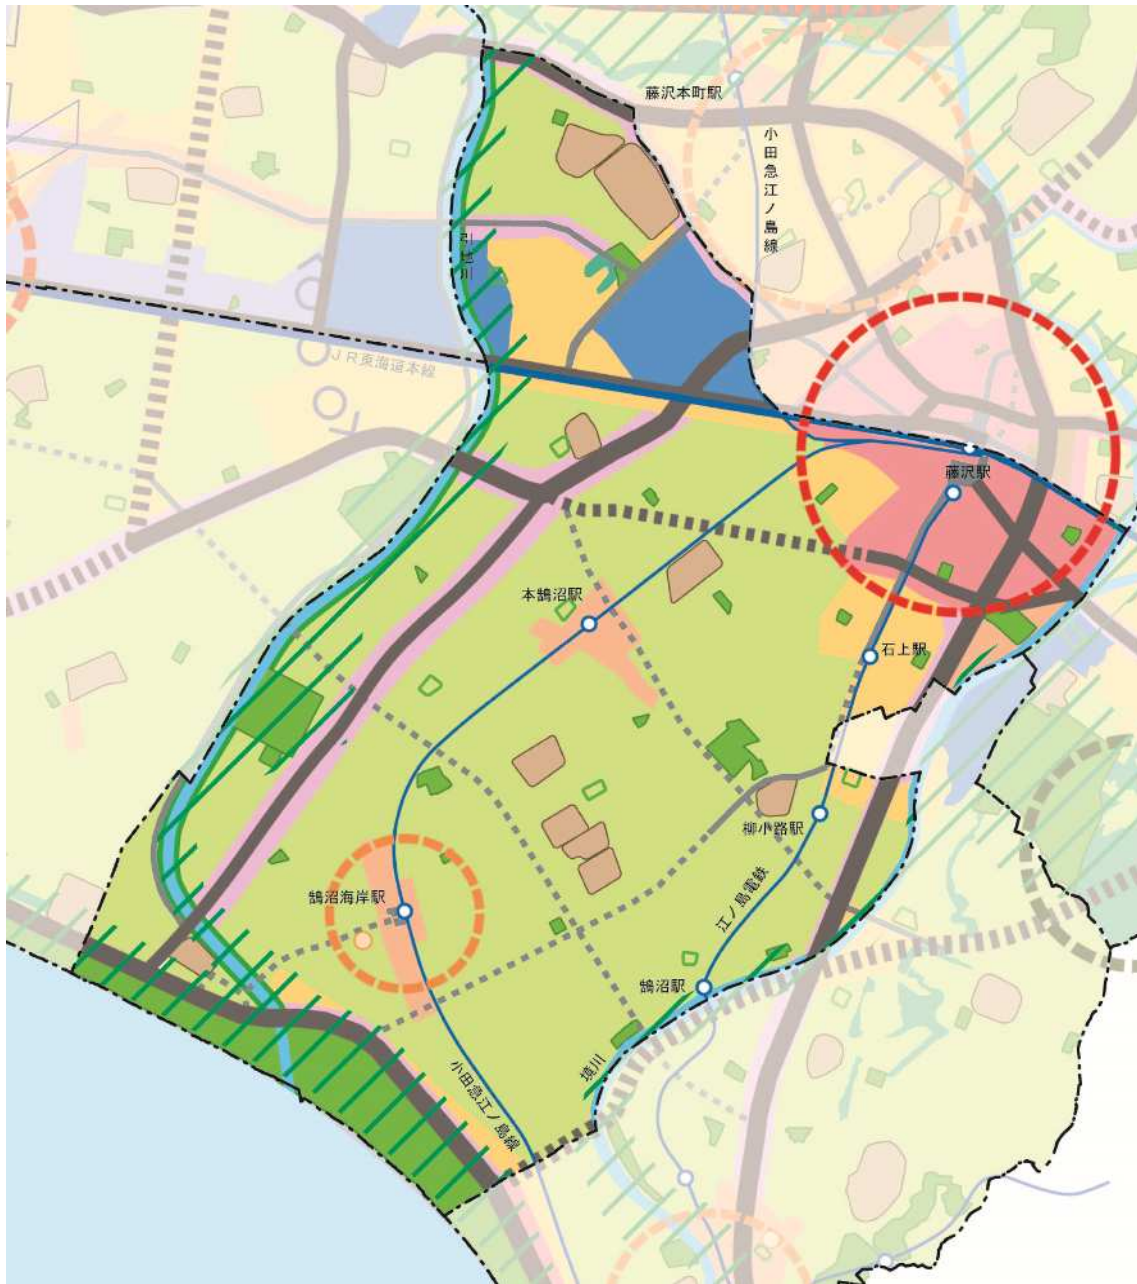 藤沢本町駅
小田急江ノ島線
引地川
JR東海道本線
藤沢駅
本鵠沼駅
石上駅
柳小路駅
鵠沼海岸駅
江ノ島電鉄
鵠沼駅
境川
小田急江ノ島線